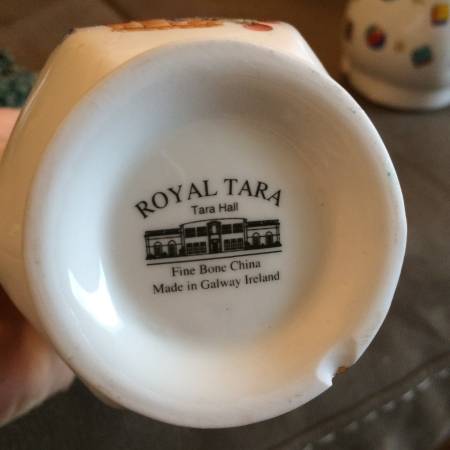 ROYAL TARA
Tara Hall
Fine Bone China
Made in Galway Ireland